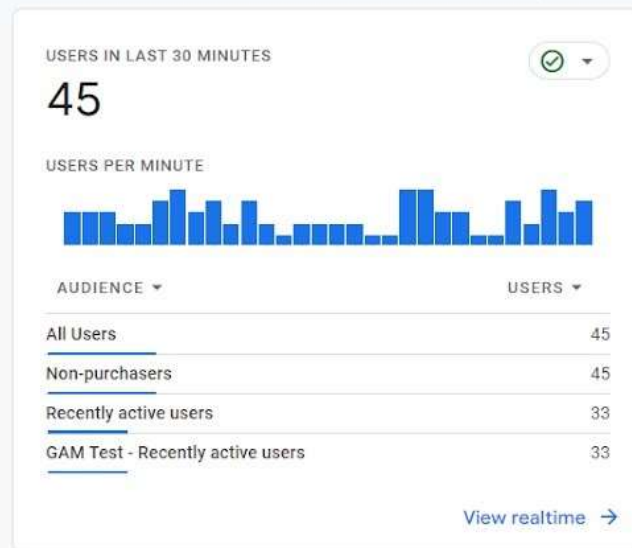 USERS IN LAST 30 MINUTES
45
USERS PER MINUTE
AUDIENCE USERS
All Users 45
Non-purchasers 45
Recently active users 33
GAM Test - Recently active users 33
View realtime